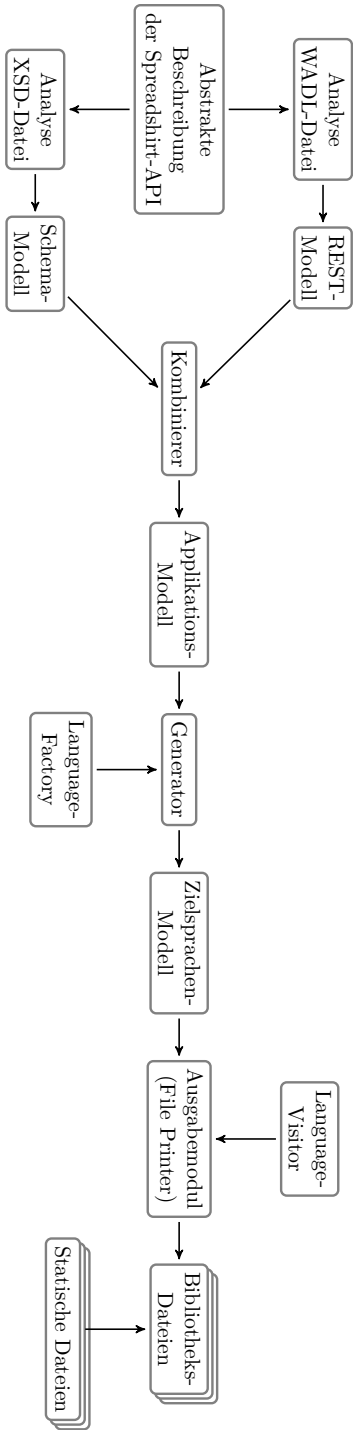 Abstrakte
Beschreibung
der Spreadshirt-API
Analyse
WADL-Datei
REST-
Modell
Analyse
XSD-Datei
Schema-
Modell
Kombinierer
Applikations-
Modell
Generator
Language-
Factory
Zielsprachen-
Modell
Ausgabemodul
(File Printer)
Language-
Visitor
Bibliotheks-
Dateien
Statische Dateien